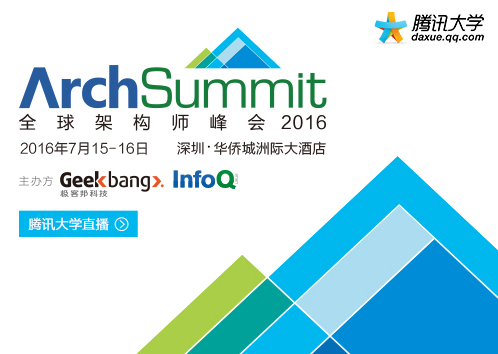 腾讯大学
daxue.qq.com
ArchSummit
全球架构师峰会 2016
2016年7月15-16日 深圳·华侨城洲际大酒店
主办方 Geekbang InfoQ
极客邦科技
腾讯大学直播